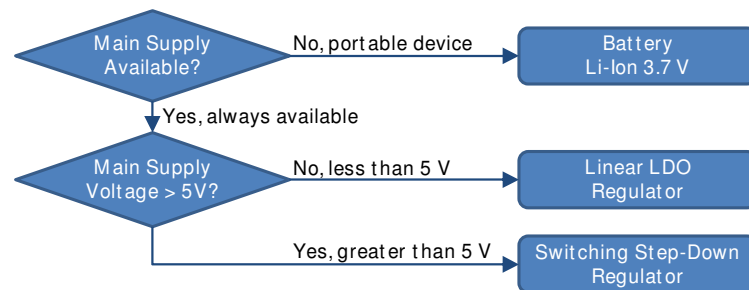 Main Supply
Available?
No, portable device
Battery
Li-Ion 3.7 V
Yes, always available
Main Supply
Voltage > 5V?
No, less than 5 V
Linear LDO
Regulator
Yes, greater than 5 V
Switching Step-Down
Regulator